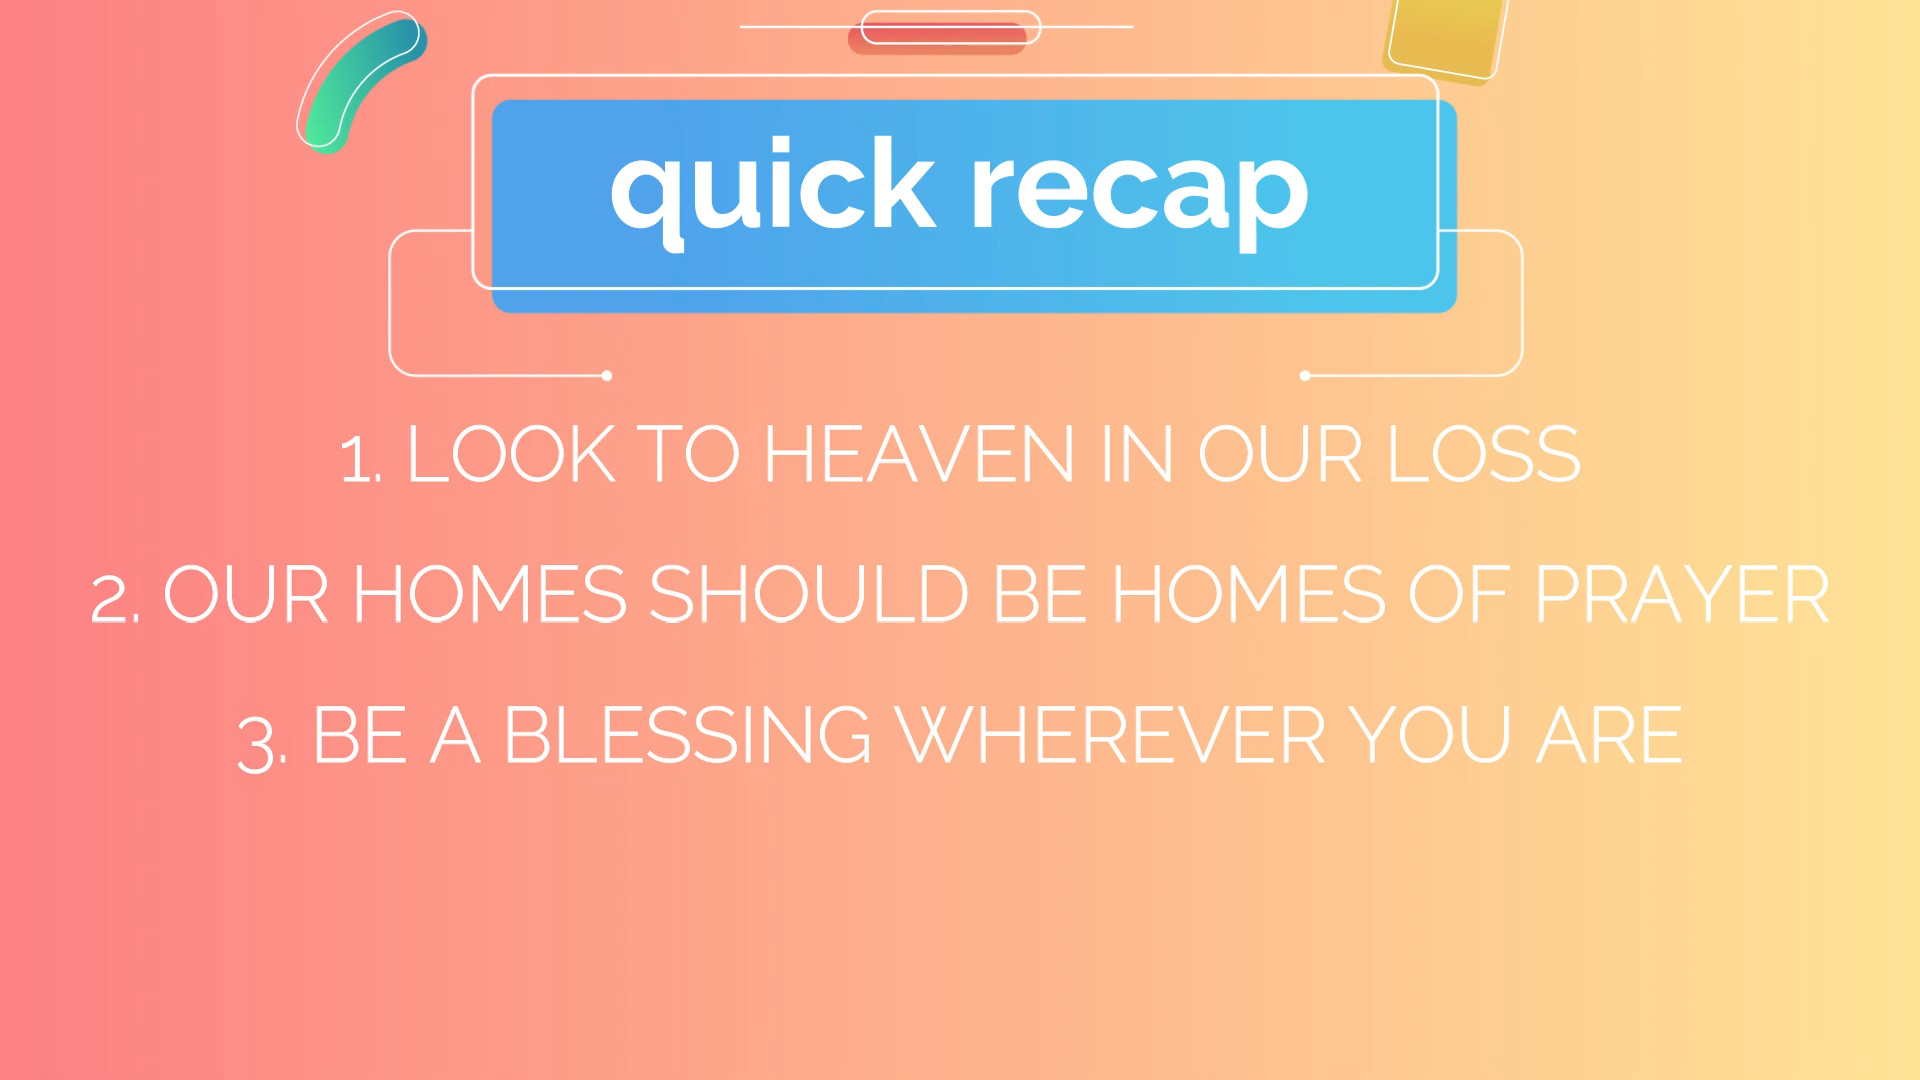 quick recap
1. LOOK TO HEAVEN IN OUR LOSS
2. OUR HOMES SHOULD BE HOMES OF PRAYER
3. BE A BLESSING WHEREVER YOU ARE